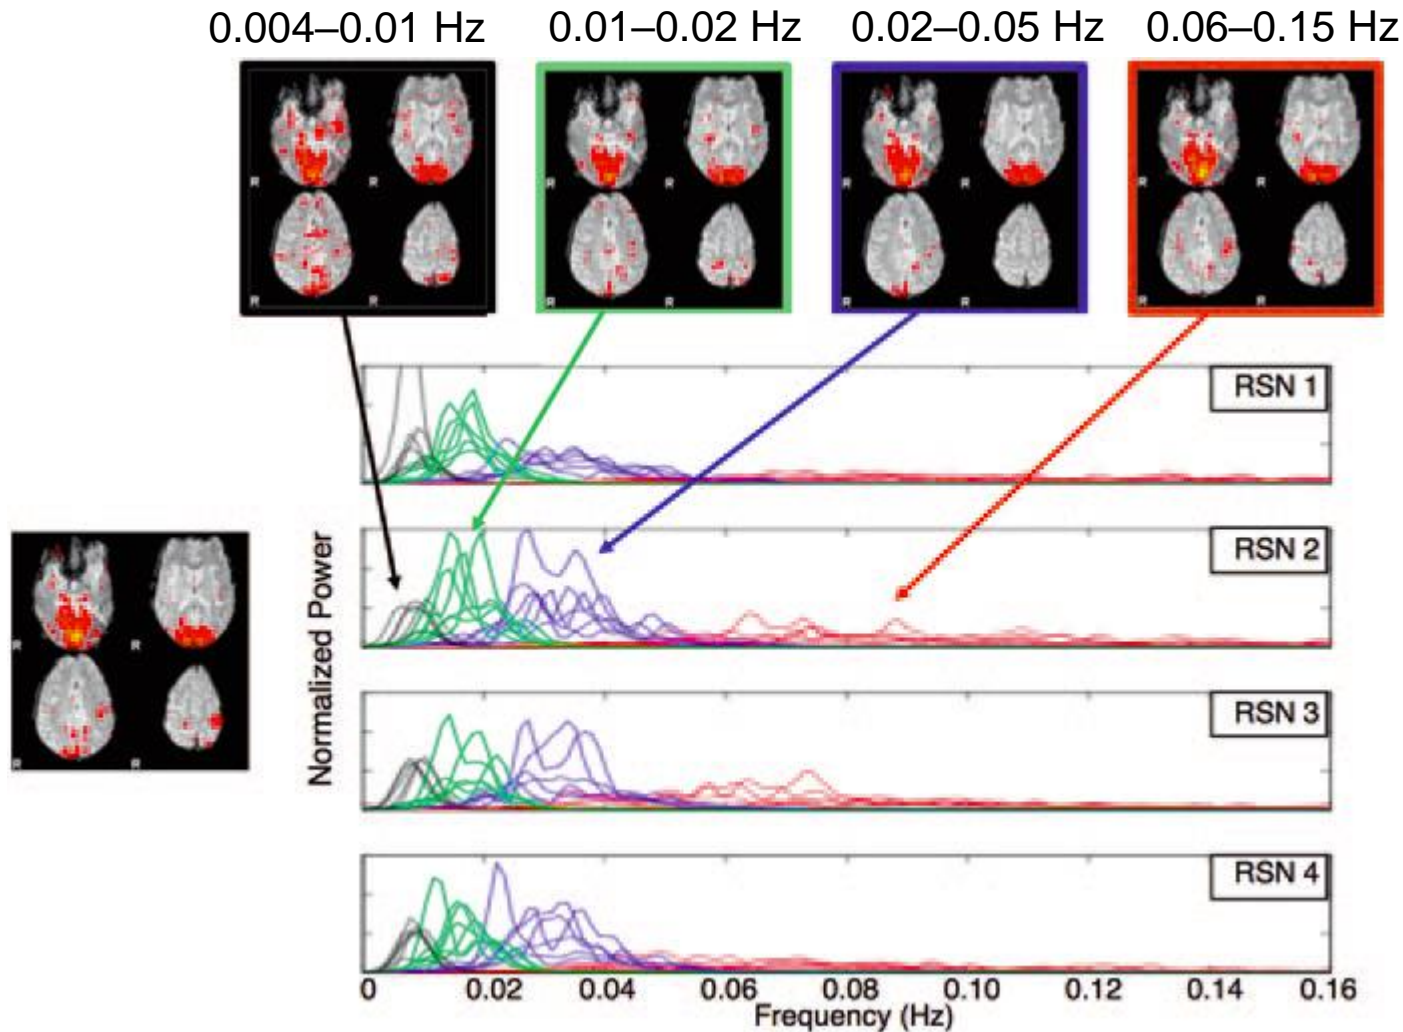 0.004–0.01 Hz
0.01–0.02 Hz
0.02–0.05 Hz
0.06–0.15 Hz
R R
R R
R R
R R
R R
R R
R R
R R
RSN 1
RSN 2
R R
R R
Normalized Power
RSN 3
RSN 4
0 0.02 0.04 0.06 0.08 0.10 0.12 0.14 0.16
Frequency (Hz)